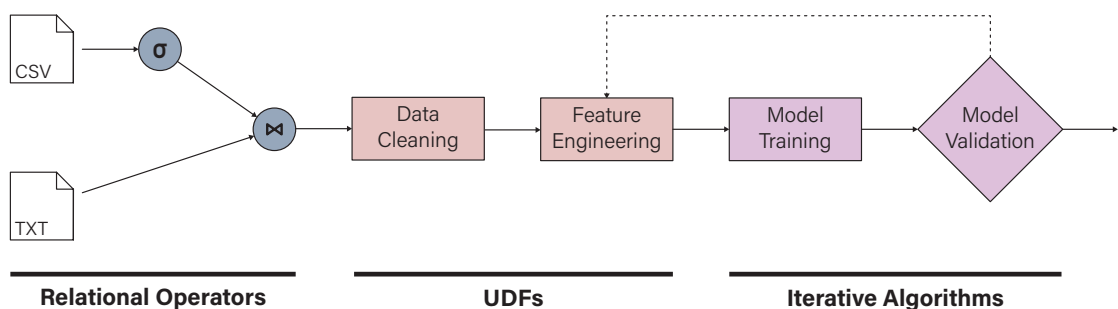 CSV
σ
⋈
TXT
Data
Cleaning
Feature
Engineering
Model
Training
Model
Validation
Relational Operators
UDFs
Iterative Algorithms